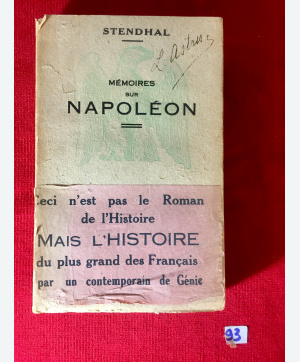 STENDHAL
MÉMOIRES
SUR
NAPOLÉON
Ceci n'est pas le Roman
de l'Histoire
MAIS L'HISTOIRE
du plus grand des Français
par un contemporain de Génie
93